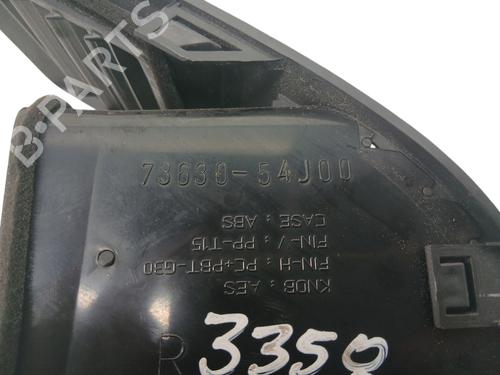 B-PARTS
73630-54J00
CASE : ABS
FIN-V : PP-T15
FIN-H : PC+PBT-G30
KNOB : AES
R 3350